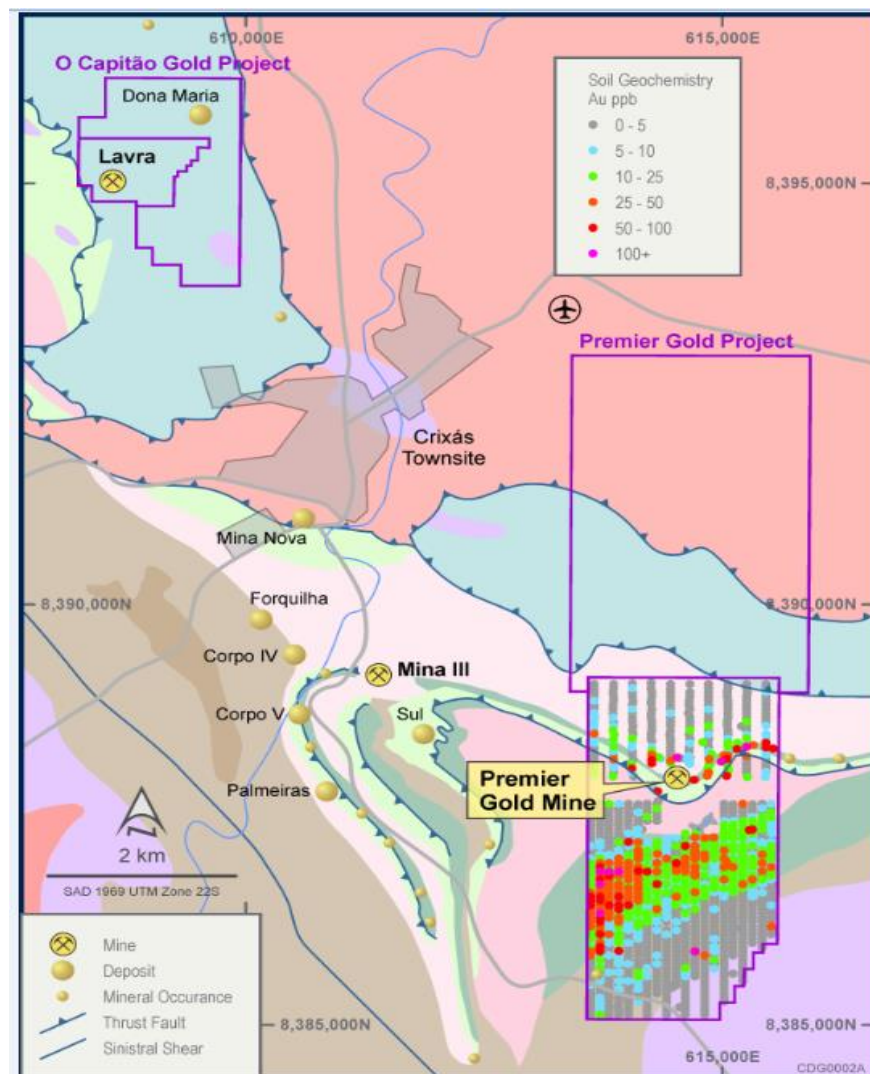 610,000E
615,000E
O Capitão Gold Project
Dona Maria
Lavra
Soil Geochemistry
Au ppb
0 - 5
5 - 10
10 - 25
25 - 50
50 - 100
100+
8,395,000N
8,395,000N
Premier Gold Project
Crixás
Townsite
Mina Nova
8,390,000N
Forquilha
8,390,000N
Corpo IV
Mina III
Corpo V
Sul
Premier
Gold Mine
Palmeiras
N
2 km
SAD 1969 UTM Zone 22S
Mine
Deposit
Mineral Occurance
Thrust Fault
Sinistral Shear
8,385,000N
8,385,000N
615,000E
CDG0002A